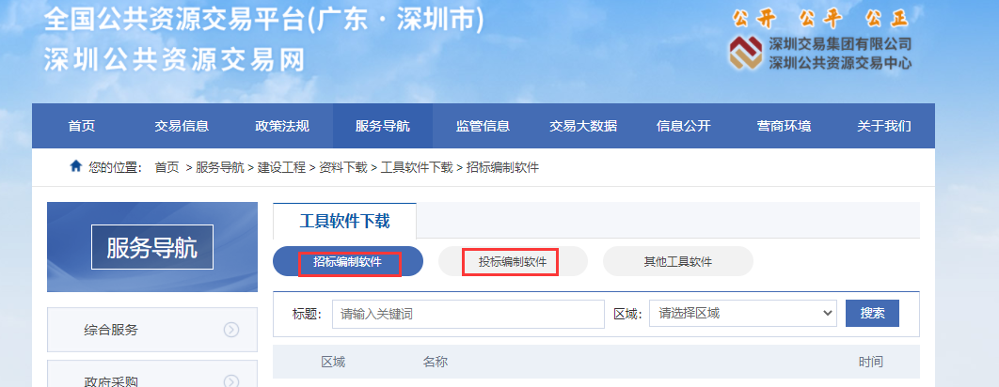 全国公共资源交易平台(广东·深圳市)
深圳公共资源交易网
公开 公平 公正
深圳交易集团有限公司
深圳公共资源交易中心
首页 交易信息 政策法规 服务导航 监管信息 交易大数据 信息公开 营商环境 关于我们
您的位置: 首页 > 服务导航 > 建设工程 > 资料下载 > 工具软件下载 > 招标编制软件
服务导航
综合服务
政府采购
工具软件下载
招标编制软件 投标编制软件 其他工具软件
标题: 请输入关键词 区域: 请选择区域 搜索
区域 名称 时间